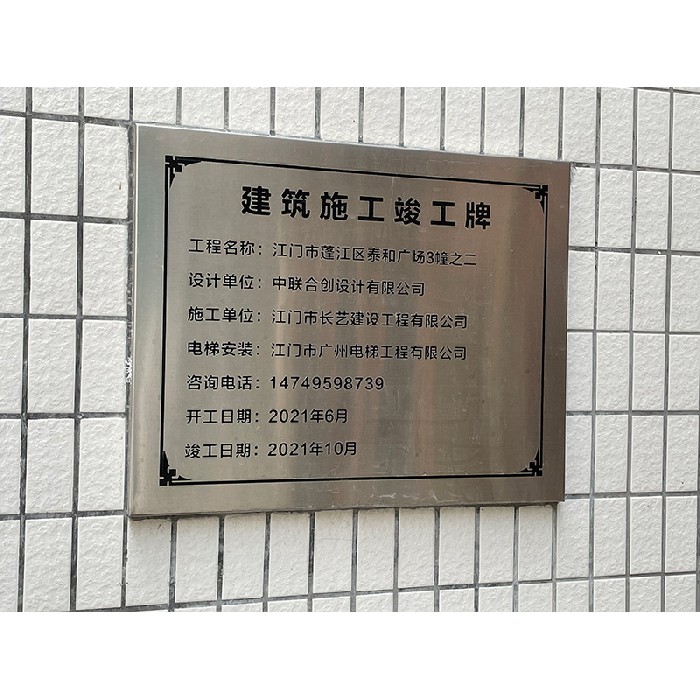 建筑施工竣工牌
工程名称：江门市蓬江区泰和广场3幢之二
设计单位：中联合创设计有限公司
施工单位：江门市长艺建设工程有限公司
电梯安装：江门市广州电梯工程有限公司
咨询电话：14749598739
开工日期：2021年6月
竣工日期：2021年10月